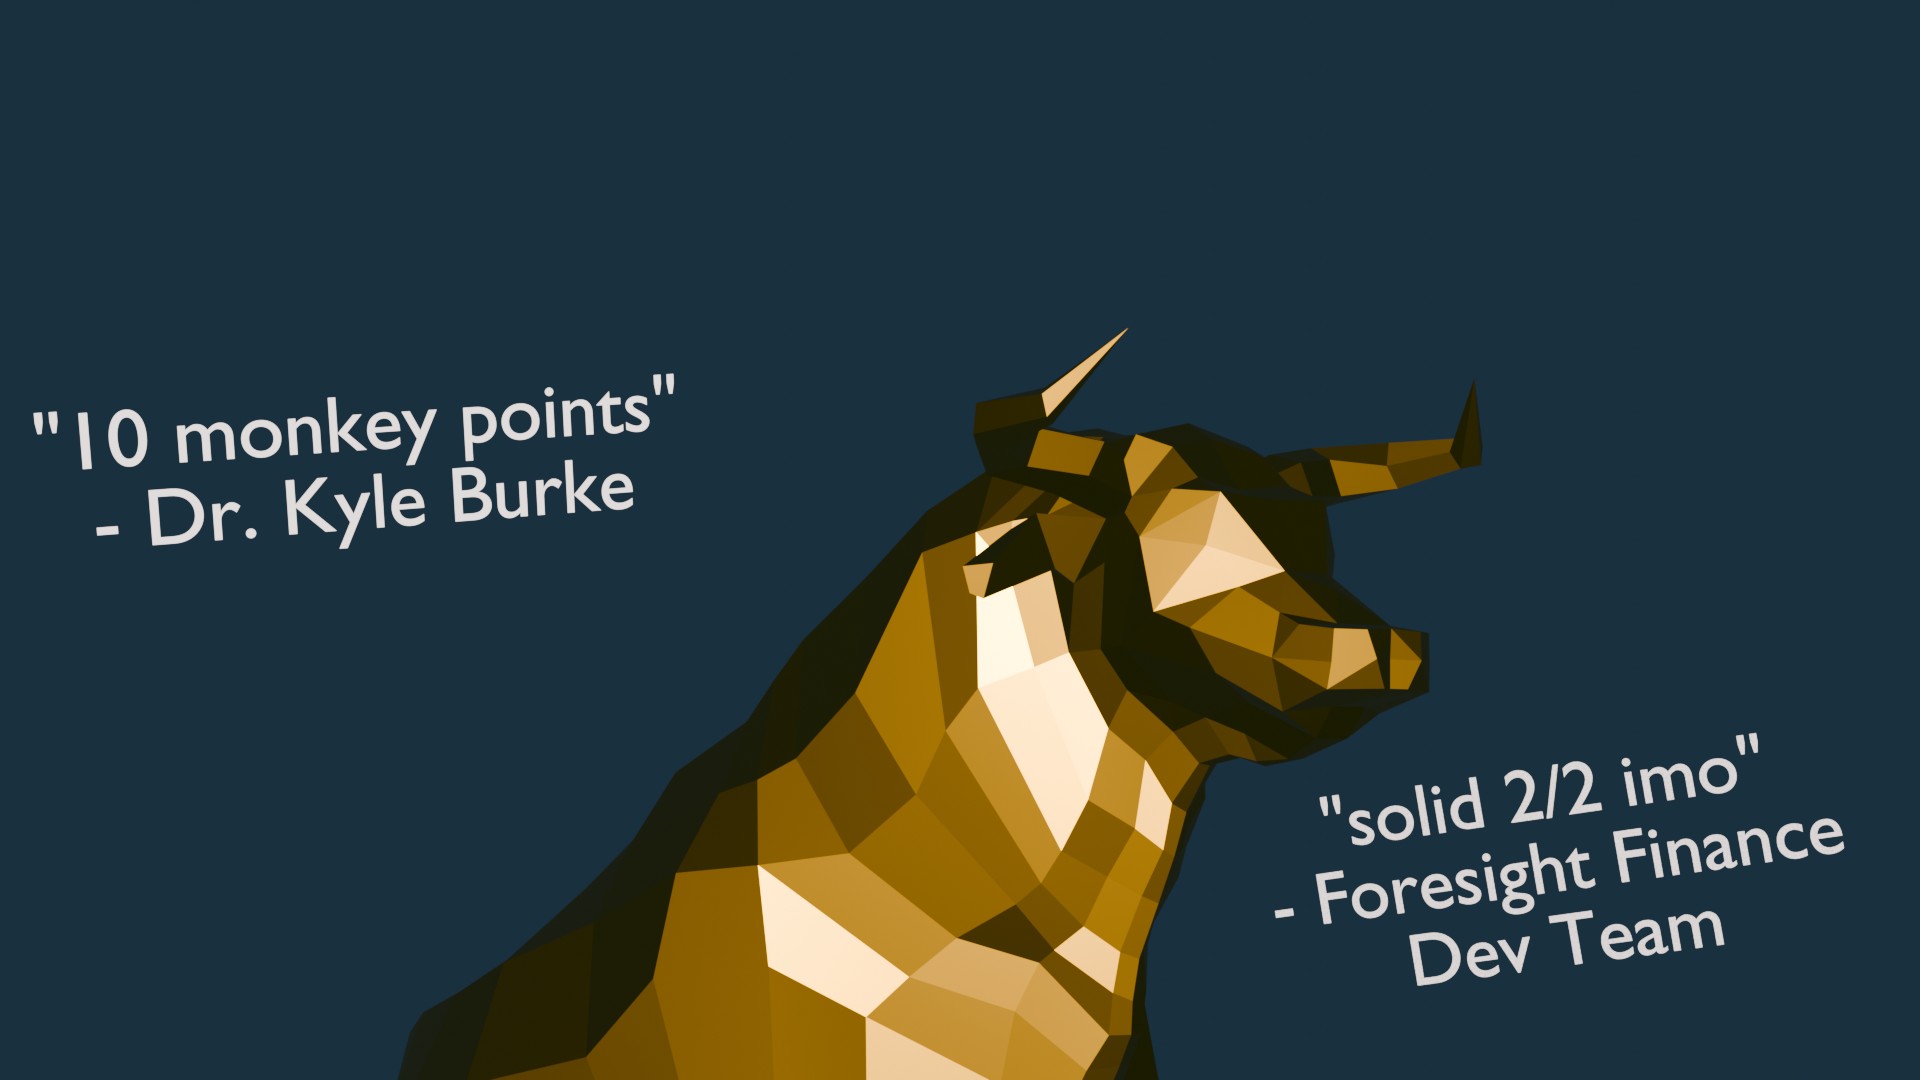 "10 monkey points"
- Dr. Kyle Burke
"solid 2/2 imo"
- Foresight Finance
Dev Team